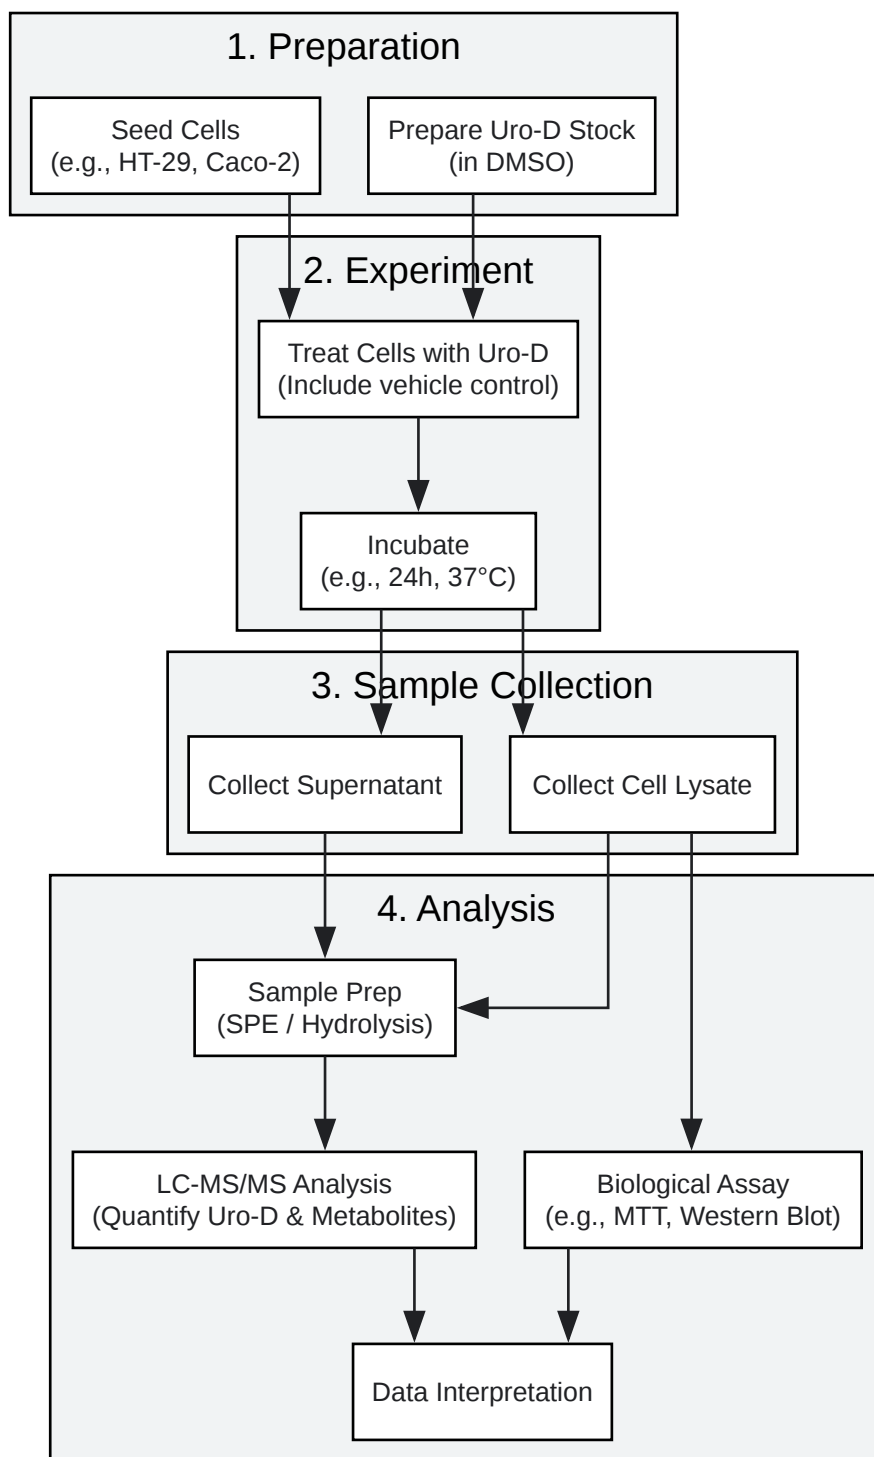 1. Preparation
Seed Cells
(e.g., HT-29, Caco-2)
Prepare Uro-D Stock
(in DMSO)
2. Experiment
Treat Cells with Uro-D
(Include vehicle control)
Incubate
(e.g., 24h, 37°C)
3. Sample Collection
Collect Supernatant
Collect Cell Lysate
4. Analysis
Sample Prep
(SPE / Hydrolysis)
LC-MS/MS Analysis
(Quantify Uro-D & Metabolites)
Biological Assay
(e.g., MTT, Western Blot)
Data Interpretation